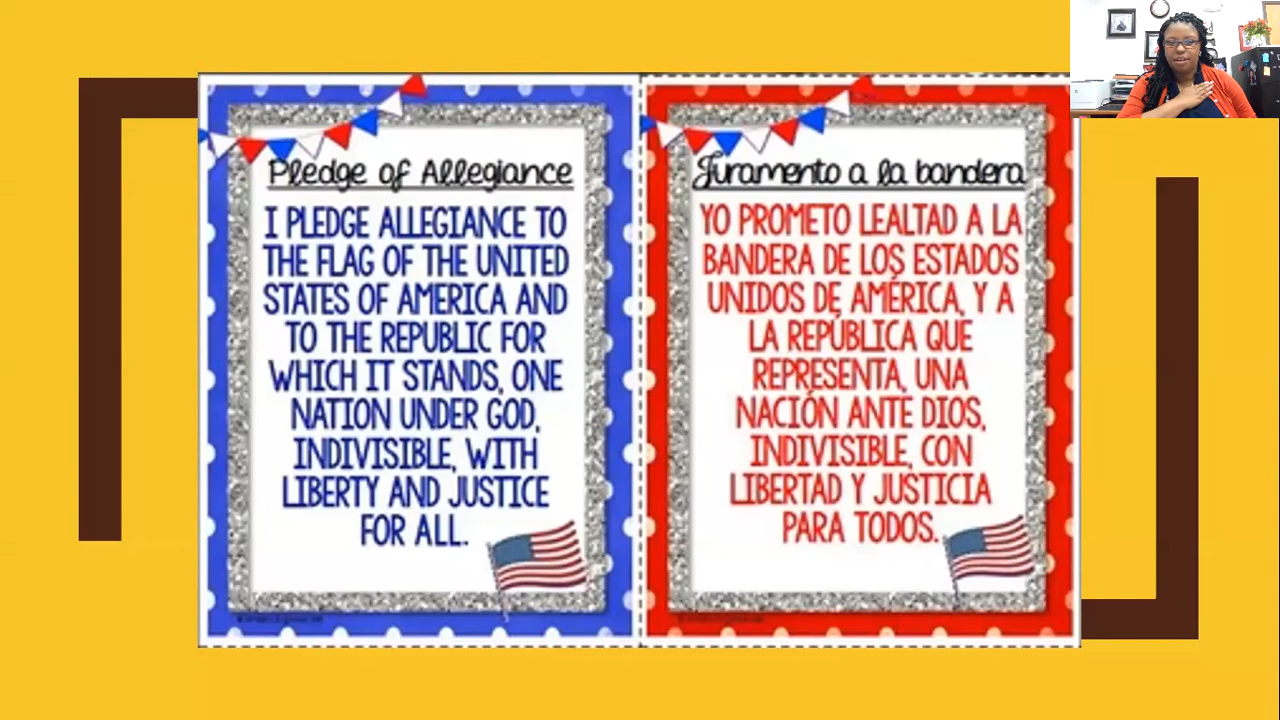 Pledge of Allegiance
I PLEDGE ALLEGIANCE TO
THE FLAG OF THE UNITED
STATES OF AMERICA AND
TO THE REPUBLIC FOR
WHICH IT STANDS, ONE
NATION UNDER GOD,
INDIVISIBLE, WITH
LIBERTY AND JUSTICE
FOR ALL.
Juramento a la bandera
YO PROMETO LEALTAD A LA
BANDERA DE LOS ESTADOS
UNIDOS DE AMÉRICA, Y A
LA REPÚBLICA QUE
REPRESENTA, UNA
NACIÓN ANTE DIOS,
INDIVISIBLE, CON
LIBERTAD Y JUSTICIA
PARA TODOS.